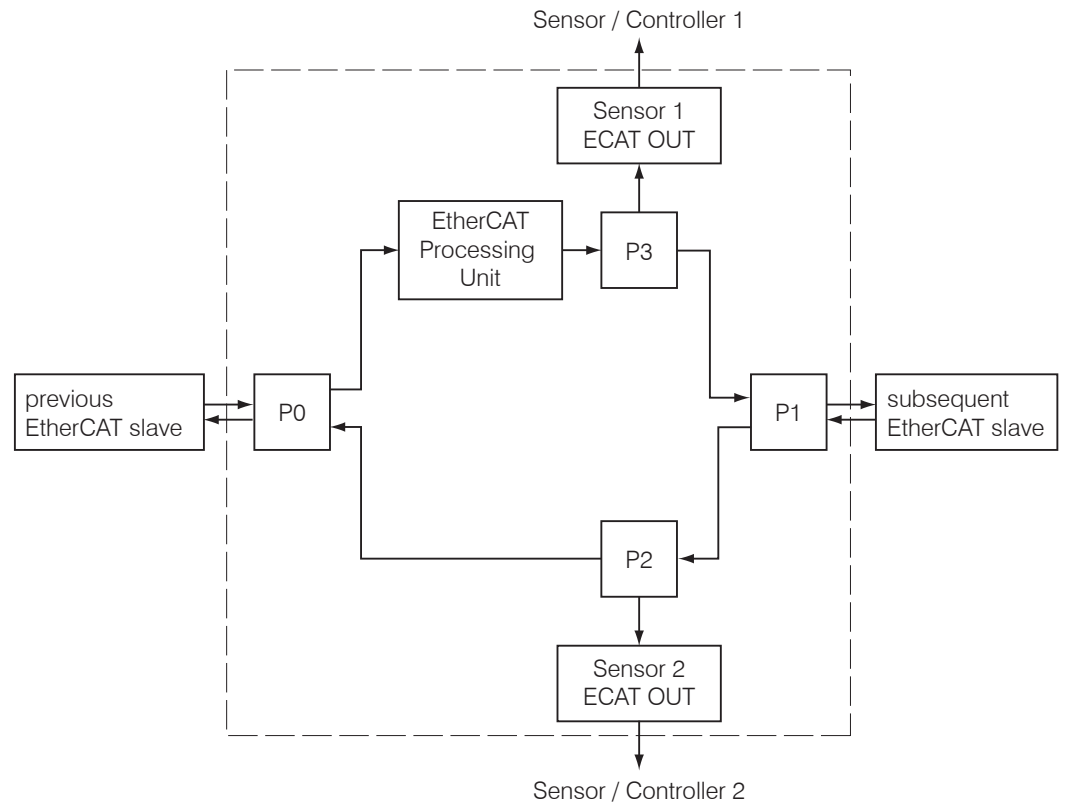 Sensor / Controller 1
Sensor 1
ECAT OUT
EtherCAT
Processing
Unit
P3
previous
EtherCAT slave
P0
P1
subsequent
EtherCAT slave
P2
Sensor 2
ECAT OUT
Sensor / Controller 2